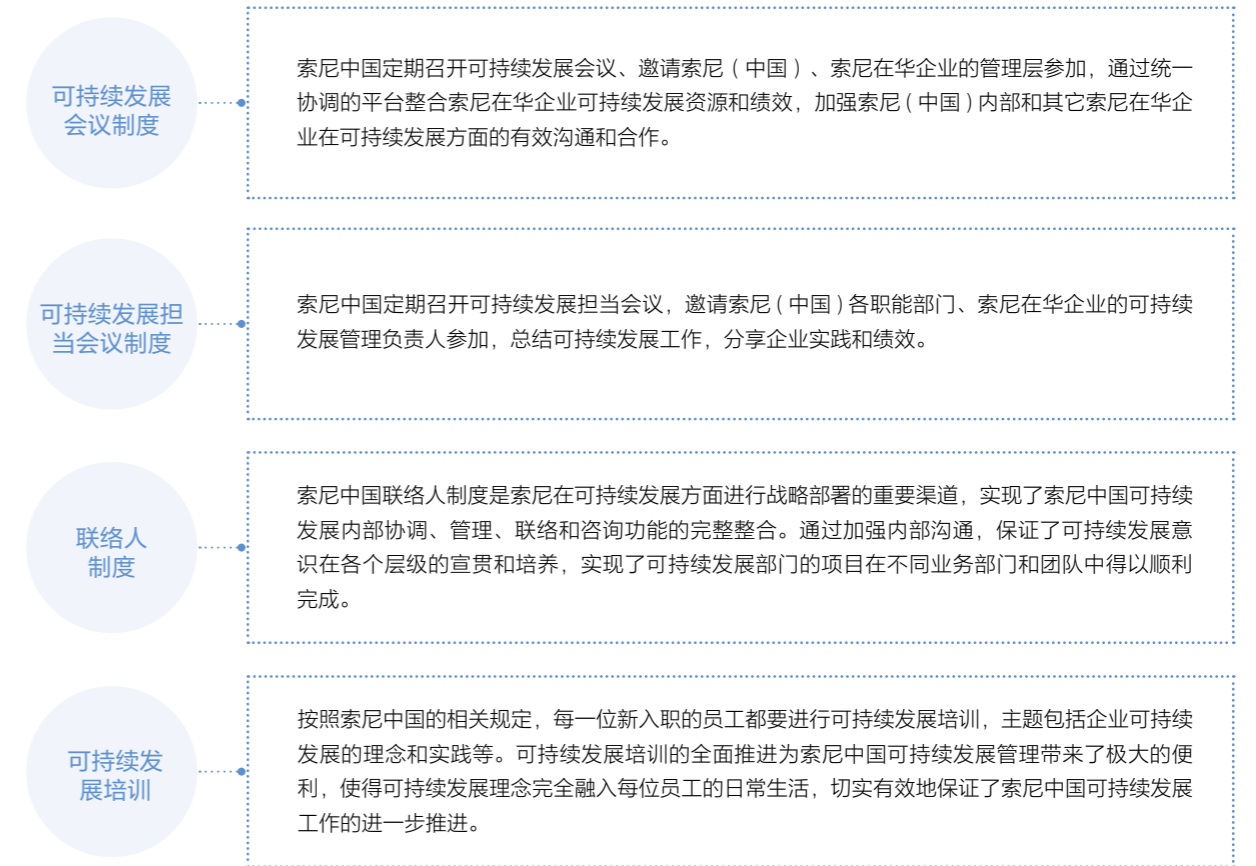 可持续发展
会议制度
索尼中国定期召开可持续发展会议、邀请索尼（中国）、索尼在华企业的管理层参加，通过统一
协调的平台整合索尼在华企业可持续发展资源和绩效，加强索尼（中国）内部和其它索尼在华企
业在可持续发展方面的有效沟通和合作。
可持续发展担
当会议制度
索尼中国定期召开可持续发展担当会议，邀请索尼（中国）各职能部门、索尼在华企业的可持续
发展管理负责人参加，总结可持续发展工作，分享企业实践和绩效。
联络人
制度
索尼中国联络人制度是索尼在可持续发展方面进行战略部署的重要渠道，实现了索尼中国可持续
发展内部协调、管理、联络和咨询功能的完整整合。通过加强内部沟通，保证了可持续发展意
识在各个层级的宣贯和培养，实现了可持续发展部门的项目在不同业务部门和团队中得以顺利
完成。
可持续发
展培训
按照索尼中国的相关规定，每一位新入职的员工都要进行可持续发展培训，主题包括企业可持续
发展的理念和实践等。可持续发展培训的全面推进为索尼中国可持续发展管理带来了极大的便
利，使得可持续发展理念完全融入每位员工的日常生活，切实有效地保证了索尼中国可持续发展
工作的进一步推进。